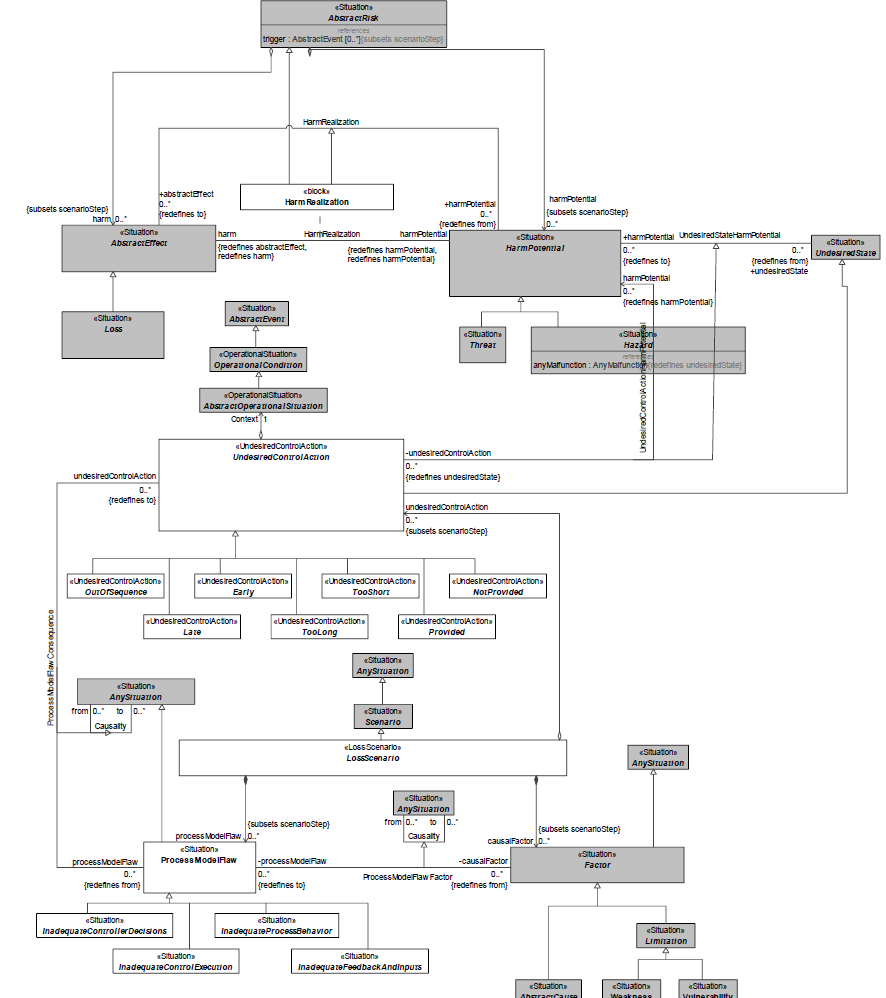 «Situation»
AbstractRisk
references
trigger : AbstractEvent [0..*]{subsets scenarioStep}
HarmRealization
«block»
HarmRealization
+abstractEffect
0..*
{redefines to}
{subsets scenarioStep}
harm 0..*
+harmPotential
0..*
{redefines from}
harmPotential
{subsets scenarioStep}
0..*
«Situation»
AbstractEffect
harm
HarmRealization
harmPotential
{redefines abstractEffect,
redefines harm}
{redefines harmPotential,
redefines harmPotential}
«Situation»
HarmPotential
+harmPotential
UndesiredStateHarmPotential
0..*
{redefines to}
0..*
{redefines from}
+undesiredState
«Situation»
UndesiredState
harmPotential
0..*
{redefines harmPotential}
«Situation»
Loss
«Situation»
AbstractEvent
«OperationalSituation»
OperationalCondition
«OperationalSituation»
AbstractOperationalSituation
Context 1
«Situation»
Threat
«Situation»
Hazard
references
anyMalfunction : AnyMalfunction{redefines undesiredState}
«UndesiredControlAction»
UndesiredControlAction
-undesiredControlAction
0..*
{redefines undesiredState}
undesiredControlAction
0..*
{redefines to}
undesiredControlAction
0..*
{subsets scenarioStep}
«UndesiredControlAction»
OutOfSequence
«UndesiredControlAction»
Early
«UndesiredControlAction»
TooShort
«UndesiredControlAction»
NotProvided
«UndesiredControlAction»
Late
«UndesiredControlAction»
TooLong
«UndesiredControlAction»
Provided
ProcessModelFlawConsequence
«Situation»
AnySituation
from 0..* to 0..*
Causality
«Situation»
AnySituation
«Situation»
Scenario
«LossScenario»
LossScenario
«Situation»
AnySituation
«Situation»
AnySituation
from 0..* to 0..*
Causality
{subsets scenarioStep}
processModelFlaw 0..*
{subsets scenarioStep}
causalFactor 0..*
«Situation»
ProcessModelFlaw
processModelFlaw
0..*
{redefines from}
-processModelFlaw
0..*
{redefines to}
ProcessModelFlawFactor
-causalFactor
0..*
{redefines from}
«Situation»
Factor
«Situation»
InadequateControllerDecisions
«Situation»
InadequateProcessBehavior
«Situation»
InadequateControlExecution
«Situation»
InadequateFeedbackAndInputs
«Situation»
Limitation
«Situation»
AbstractCause
«Situation»
Weakness
«Situation»
Vulnerability